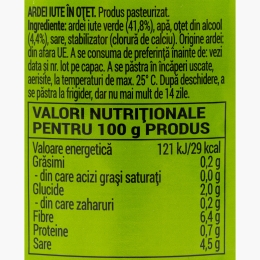 ARDEI IUTE ÎN OȚET. Produs pasteurizat.
Ingrediente: ardei iute verde (41,8%), apă, oțet din alcool
(4,4%), sare, stabilizator (clorură de calciu). Origine ardei:
din afara UE. A se consuma de preferință înainte de: vezi
data și nr. lot pe capac. A se păstra în încăperi uscate,
aerisite, la temperaturi de max. 25° C. După deschidere, a
se păstra la frigider, dar nu mai mult de 14 zile.
VALORI NUTRIȚIONALE
PENTRU 100 g PRODUS
Valoare energetică 121 kJ/29 kcal
Grăsimi 0,2 g
- din care acizi grași saturați 0,0 g
Glucide 2,0 g
- din care zaharuri 0,2 g
Fibre 6,4 g
Proteine 0,7 g
Sare 4,5 g